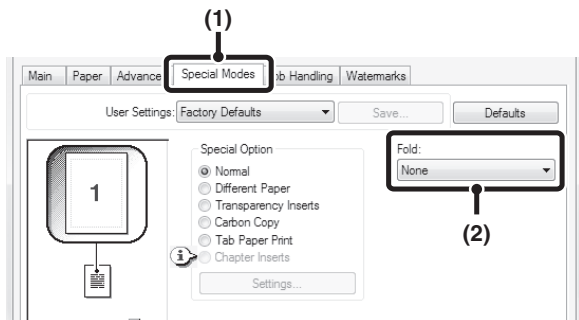 (1)
Main Paper Advance Special Modes ob Handling Watermarks
User Settings: Factory Defaults Save... Defaults
Special Option
Normal
Different Paper
Transparency Inserts
Carbon Copy
Tab Paper Print
Chapter Inserts
Settings...
Fold:
None
(2)
1